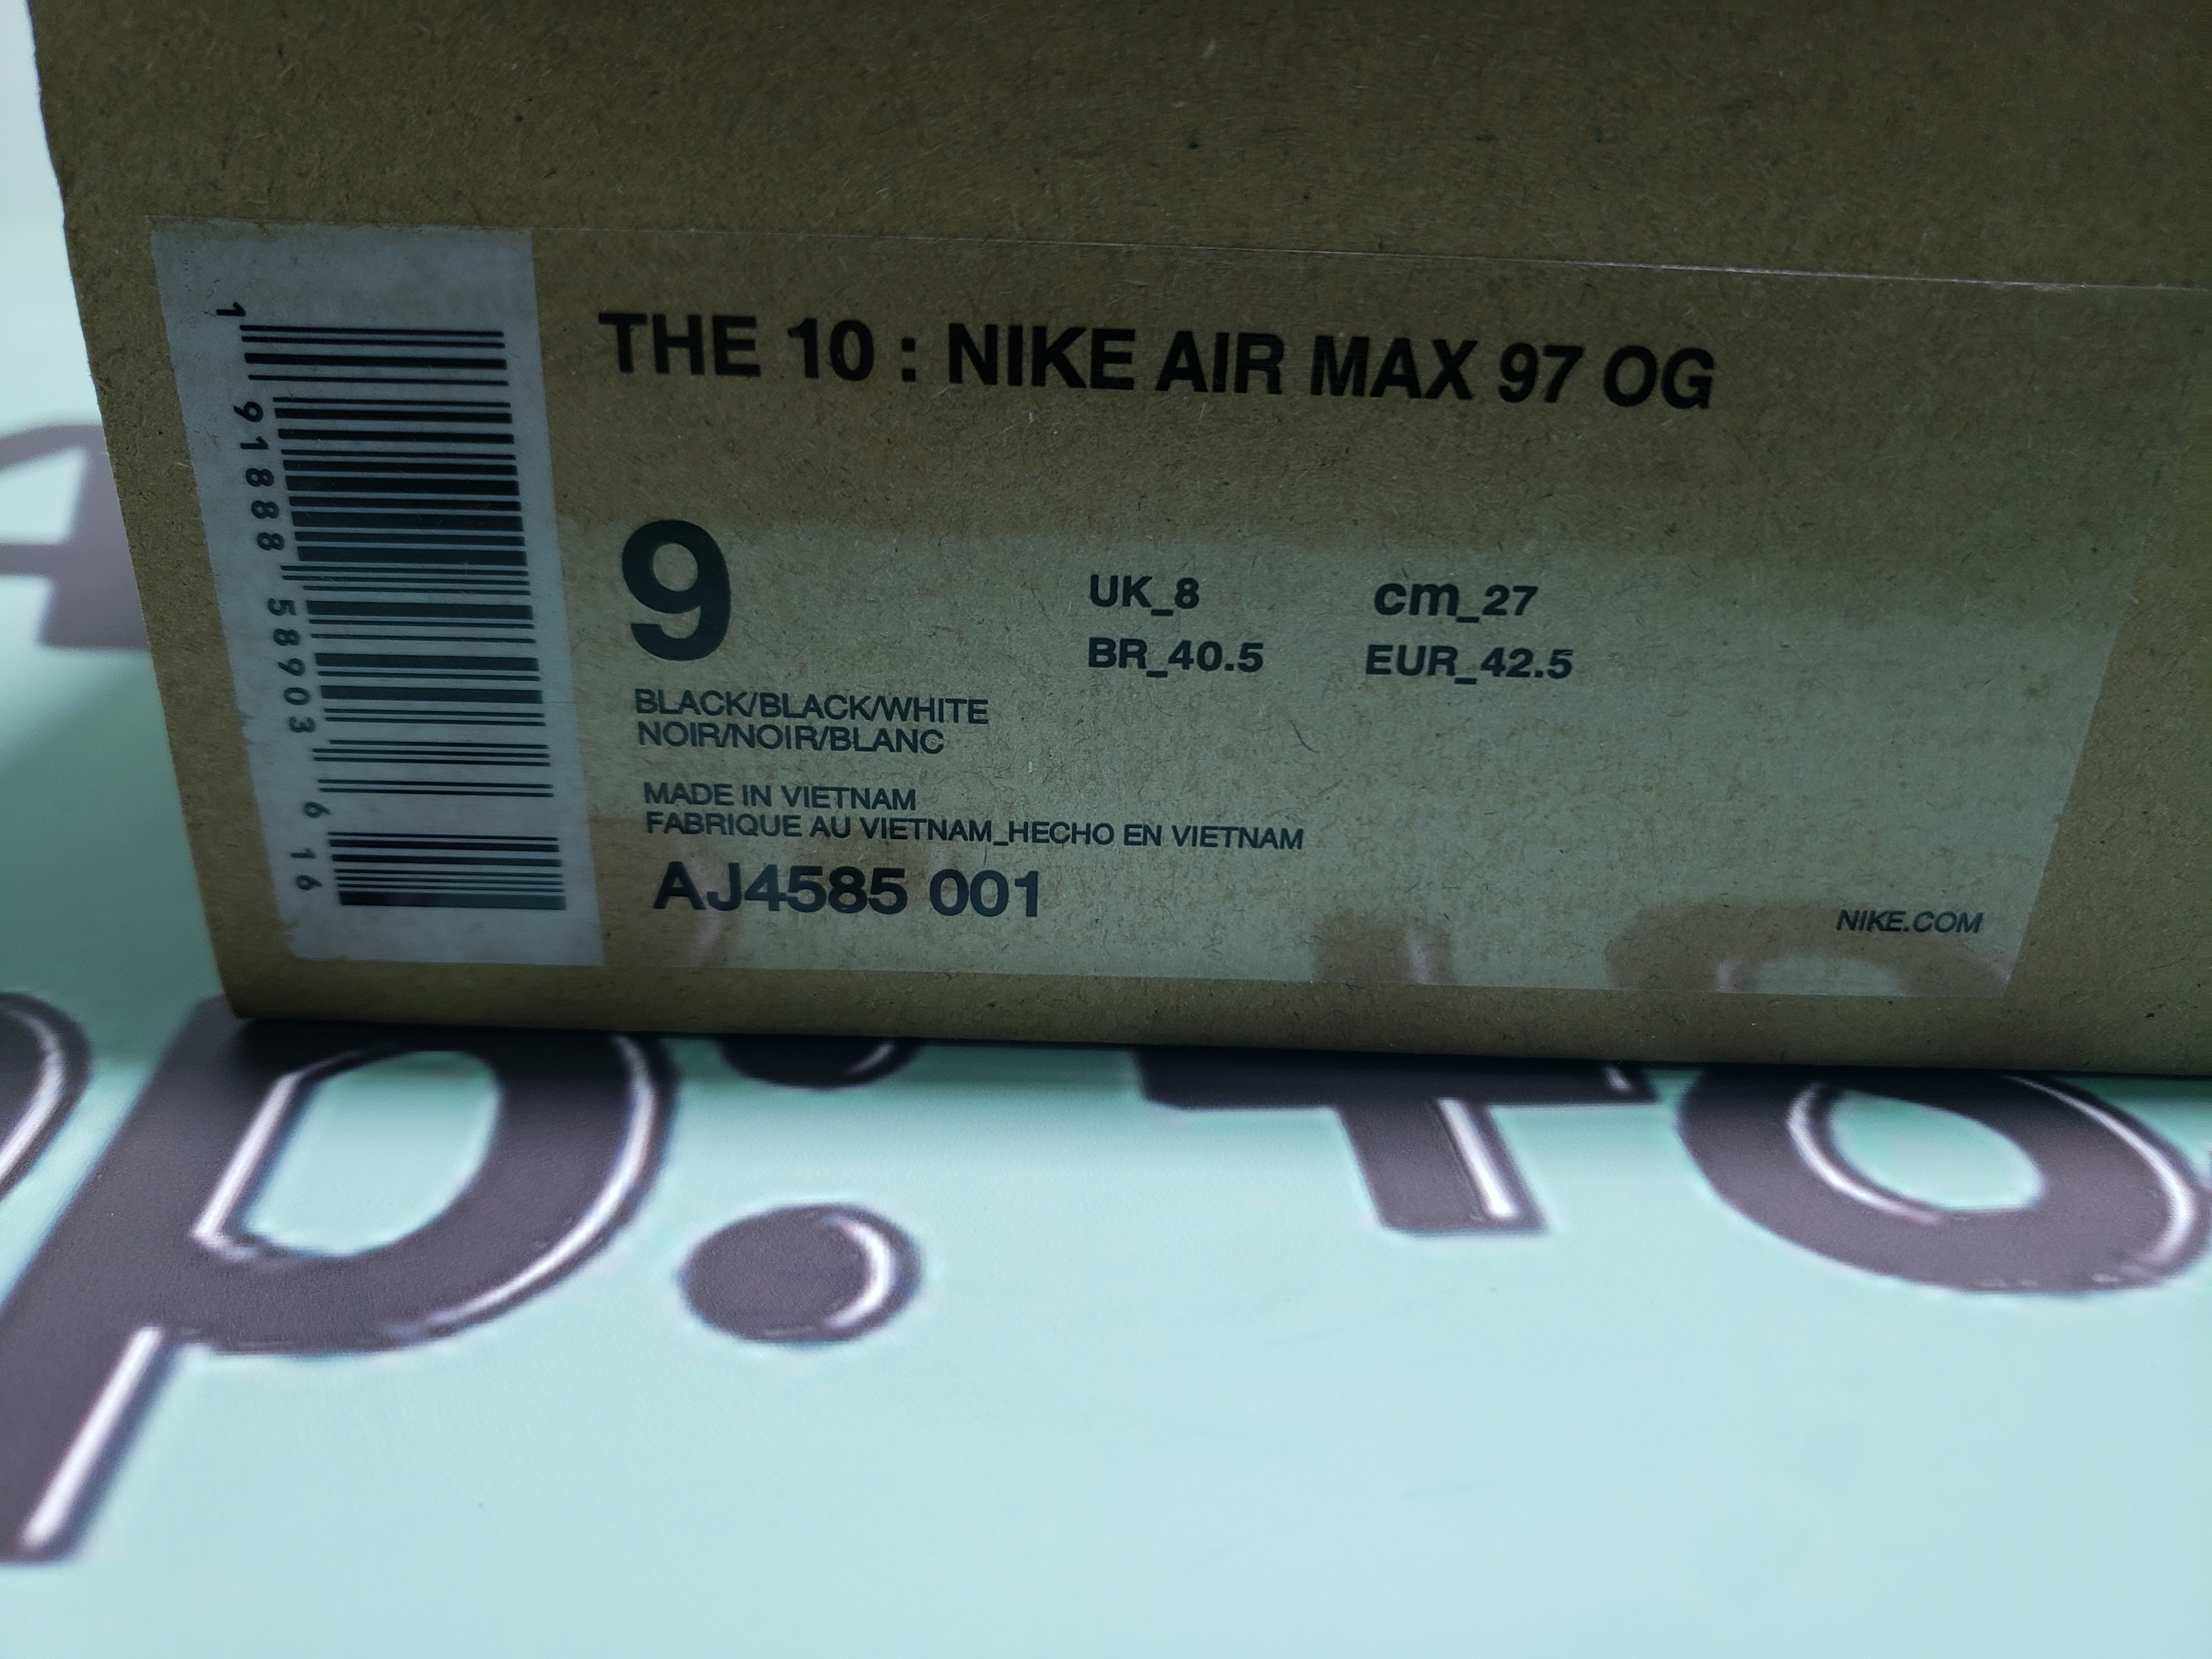 THE 10 : NIKE AIR MAX 97 OG
9
UK_8 cm_27
BR_40.5 EUR_42.5
BLACK/BLACK/WHITE
NOIR/NOIR/BLANC
MADE IN VIETNAM
FABRIQUE AU VIETNAM_HECHO EN VIETNAM
AJ4585 001
NIKE.COM
1 91888 58903 6 16
p: to